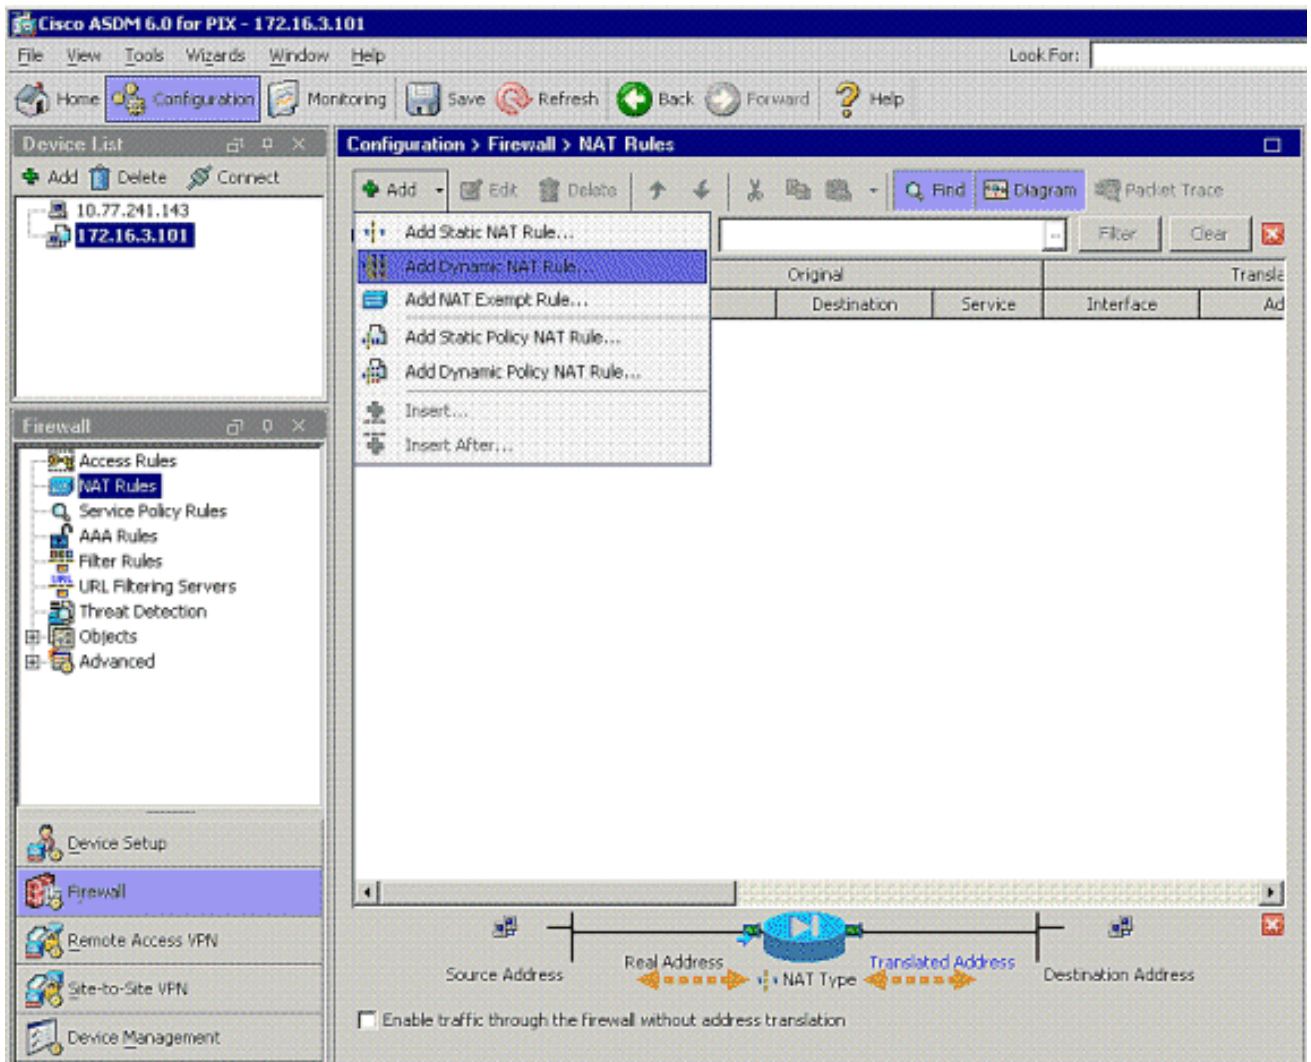 Cisco ASDM 6.0 for PIX - 172.16.3.101
File View Tools Wizards Window Help Look For:
Home Configuration Monitoring Save Refresh Back Forward Help
Device List
Add Delete Connect
10.77.241.143
172.16.3.101
Configuration > Firewall > NAT Rules
Add Edit Delete Find Diagram Packet Trace
Filter Clear
Add Static NAT Rule...
Add Dynamic NAT Rule...
Add NAT Exempt Rule...
Add Static Policy NAT Rule...
Add Dynamic Policy NAT Rule...
Insert...
Insert After...
Original Transla
Destination Service Interface Ad
Firewall
Access Rules
NAT Rules
Service Policy Rules
AAA Rules
Filter Rules
URL Filtering Servers
Threat Detection
Objects
Advanced
Device Setup
Firewall
Remote Access VPN
Site-to-Site VPN
Device Management
Source Address
Real Address
NAT Type
Translated Address
Destination Address
Enable traffic through the firewall without address translation